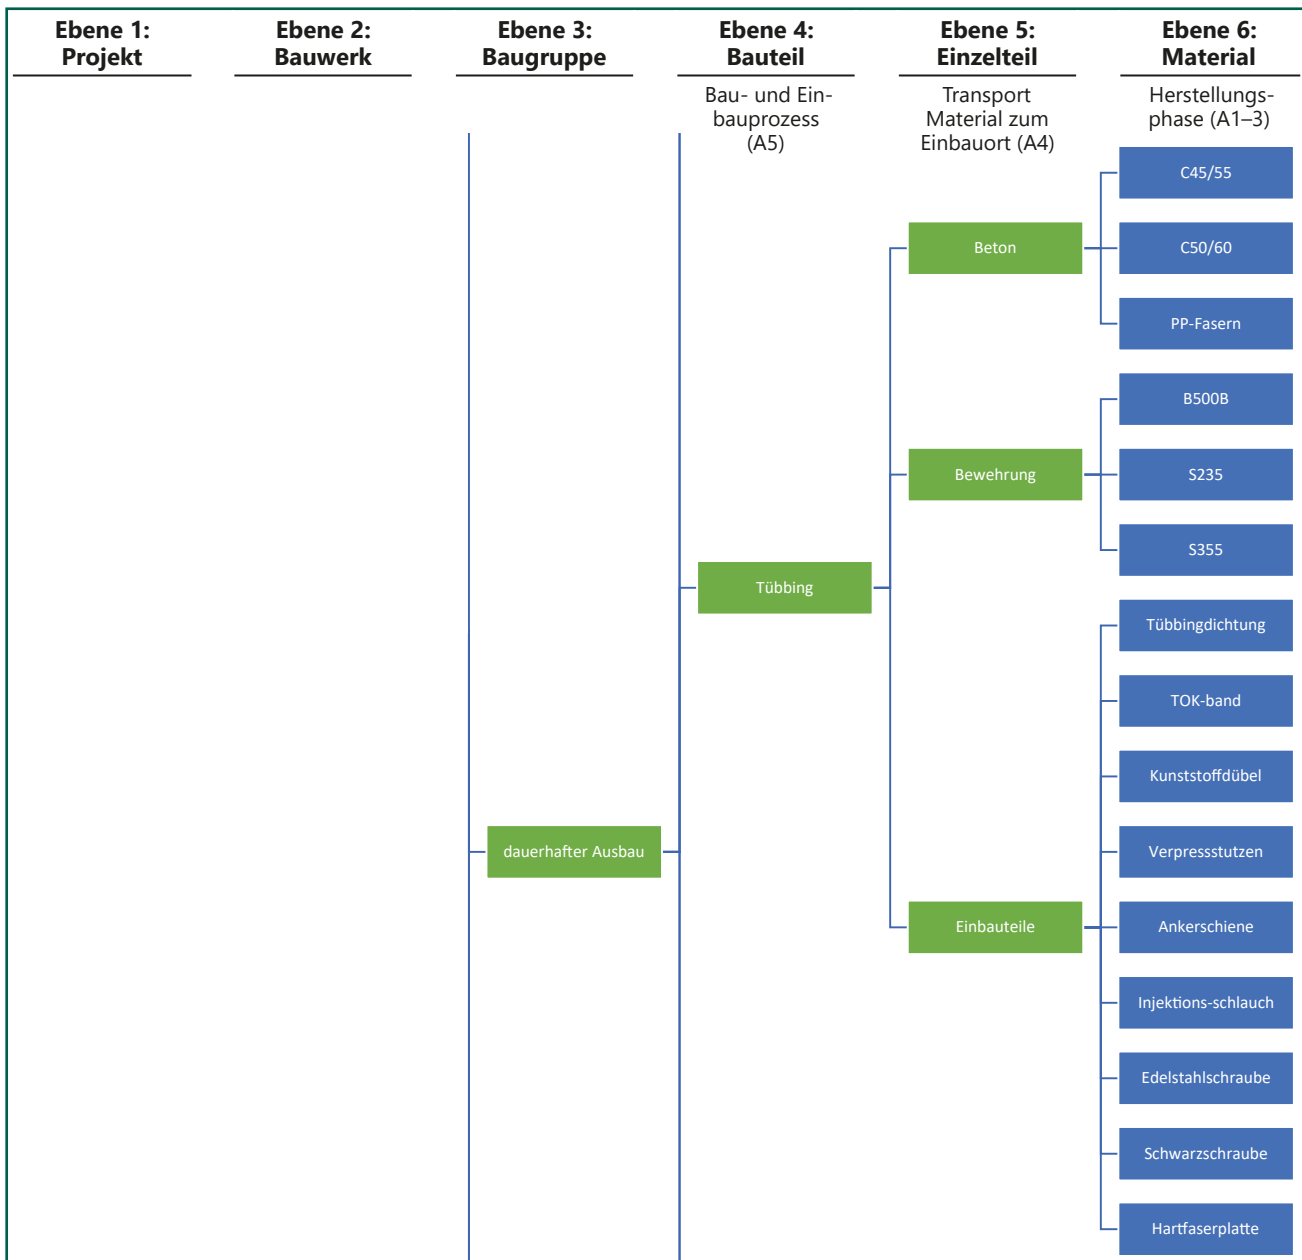 Ebene 1:
Projekt
Ebene 2:
Bauwerk
Ebene 3:
Baugruppe
Ebene 4:
Bauteil
Ebene 5:
Einzelteil
Ebene 6:
Material
Bau- und Ein-
bauprozess
(A5)
Transport
Material zum
Einbauort (A4)
Herstellungs-
phase (A1–3)
C45/55
Beton
C50/60
PP-Fasern
B500B
Bewehrung
S235
S355
Tübbing
Tübbingdichtung
TOK-band
Kunststoffdübel
dauerhafter Ausbau
Verpressstutzen
Einbauteile
Ankerschiene
Injektions-schlauch
Edelstahlschraube
Schwarzschraube
Hartfaserplatte